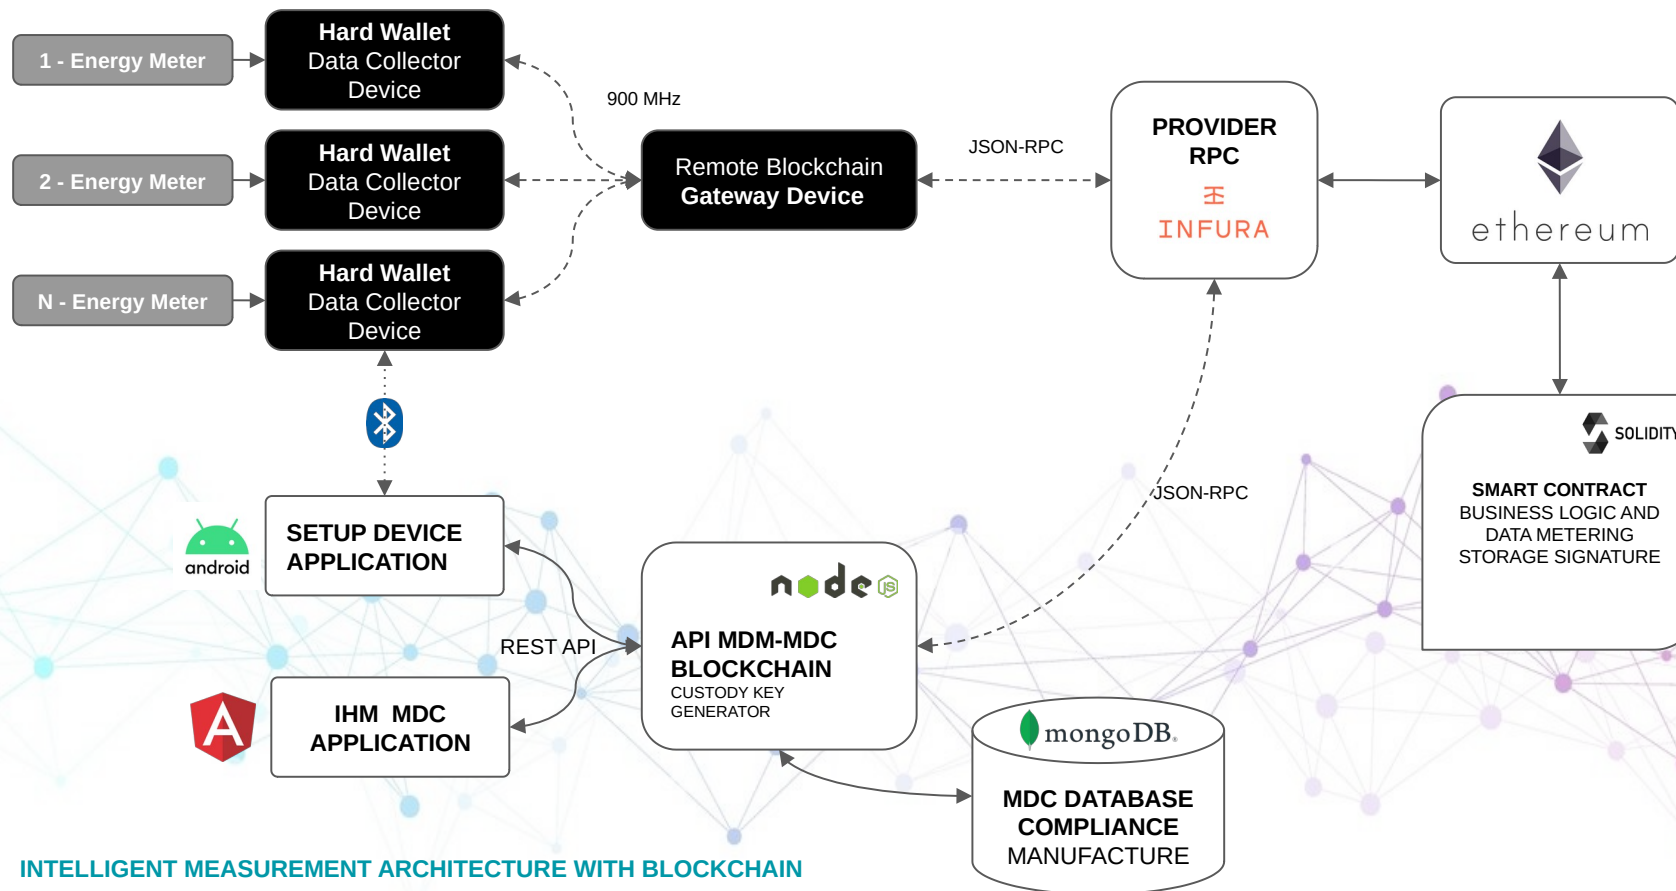 1 - Energy Meter
Hard Wallet
Data Collector
Device
900 MHz
2 - Energy Meter
Hard Wallet
Data Collector
Device
Remote Blockchain
Gateway Device
JSON-RPC
PROVIDER
RPC
INFURA
ethereum
N - Energy Meter
Hard Wallet
Data Collector
Device
SOLIDITY
SMART CONTRACT
BUSINESS LOGIC AND
DATA METERING
STORAGE SIGNATURE
JSON-RPC
android
SETUP DEVICE
APPLICATION
REST API
IHM MDC
APPLICATION
node JS
API MDM-MDC
BLOCKCHAIN
CUSTODY KEY
GENERATOR
mongoDB.
MDC DATABASE
COMPLIANCE
MANUFACTURE
INTELLIGENT MEASUREMENT ARCHITECTURE WITH BLOCKCHAIN